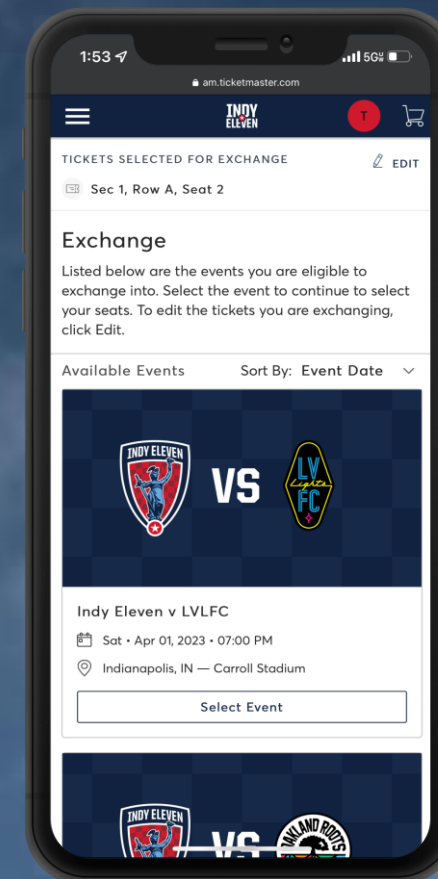 1:53
5G
am.ticketmaster.com
INDY
ELEVEN
T
TICKETS SELECTED FOR EXCHANGE
EDIT
Sec 1, Row A, Seat 2
Exchange
Listed below are the events you are eligible to
exchange into. Select the event to continue to select
your seats. To edit the tickets you are exchanging,
click Edit.
Available Events
Sort By: Event Date
INDY ELEVEN
VS
LV
Lights
FC
Indy Eleven v LVLFC
Sat • Apr 01, 2023 • 07:00 PM
Indianapolis, IN — Carroll Stadium
Select Event
INDY ELEVEN
VS
OAKLAND ROOTS